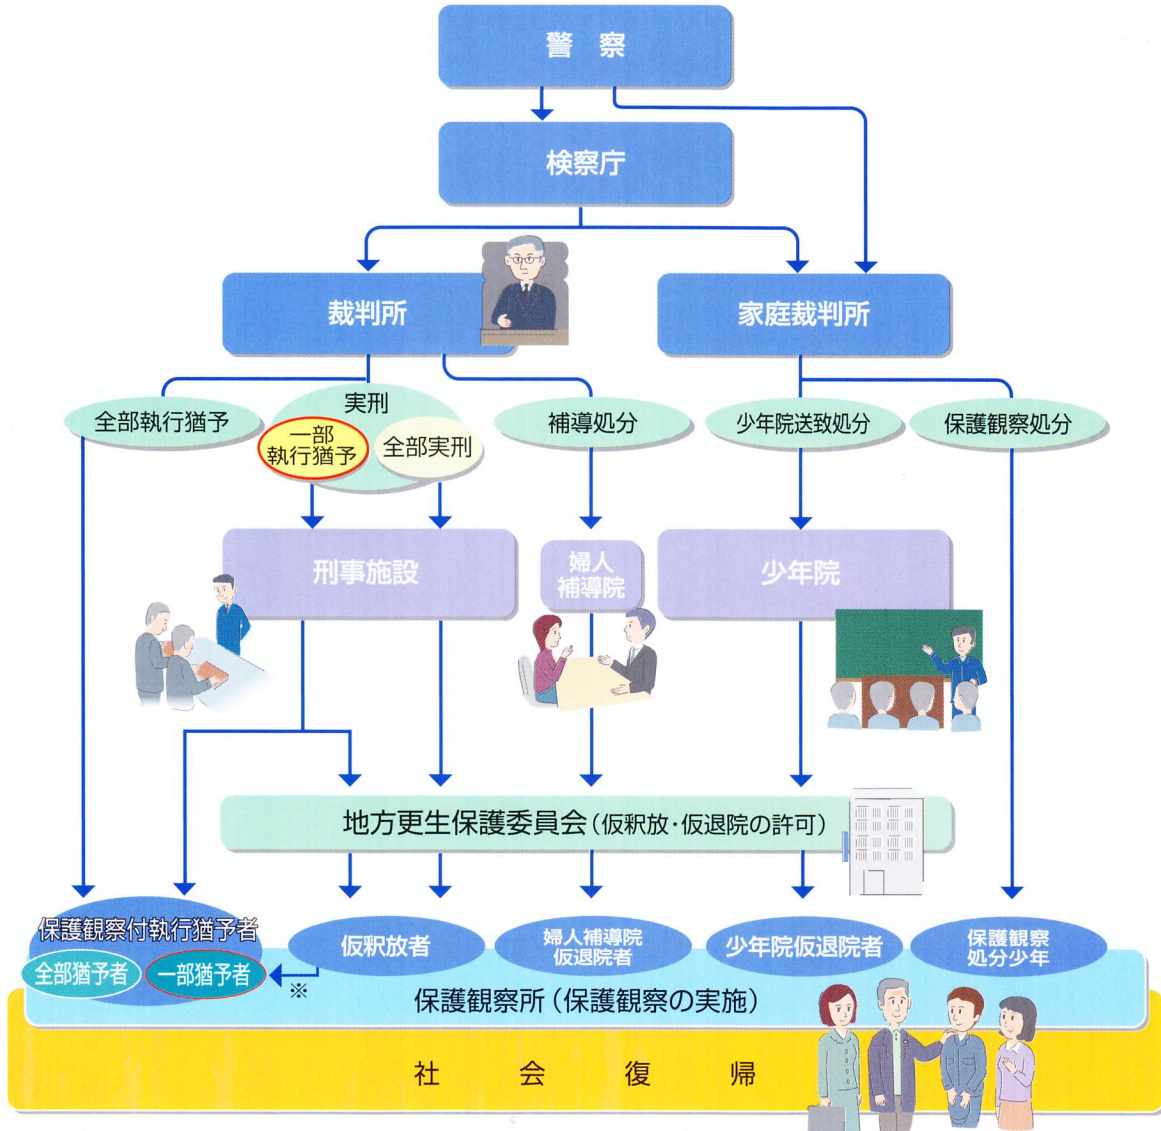 警 察
検察庁
裁判所
家庭裁判所
全部執行猶予
実刑
一部
執行猶予
全部実刑
補導処分
少年院送致処分
保護観察処分
刑事施設
婦人
補導院
少年院
地方更生保護委員会(仮釈放・仮退院の許可)
保護観察付執行猶予者
全部猶予者
一部猶予者
※
仮釈放者
婦人補導院
仮退院者
少年院仮退院者
保護観察
処分少年
保護観察所(保護観察の実施)
社 会 復 帰